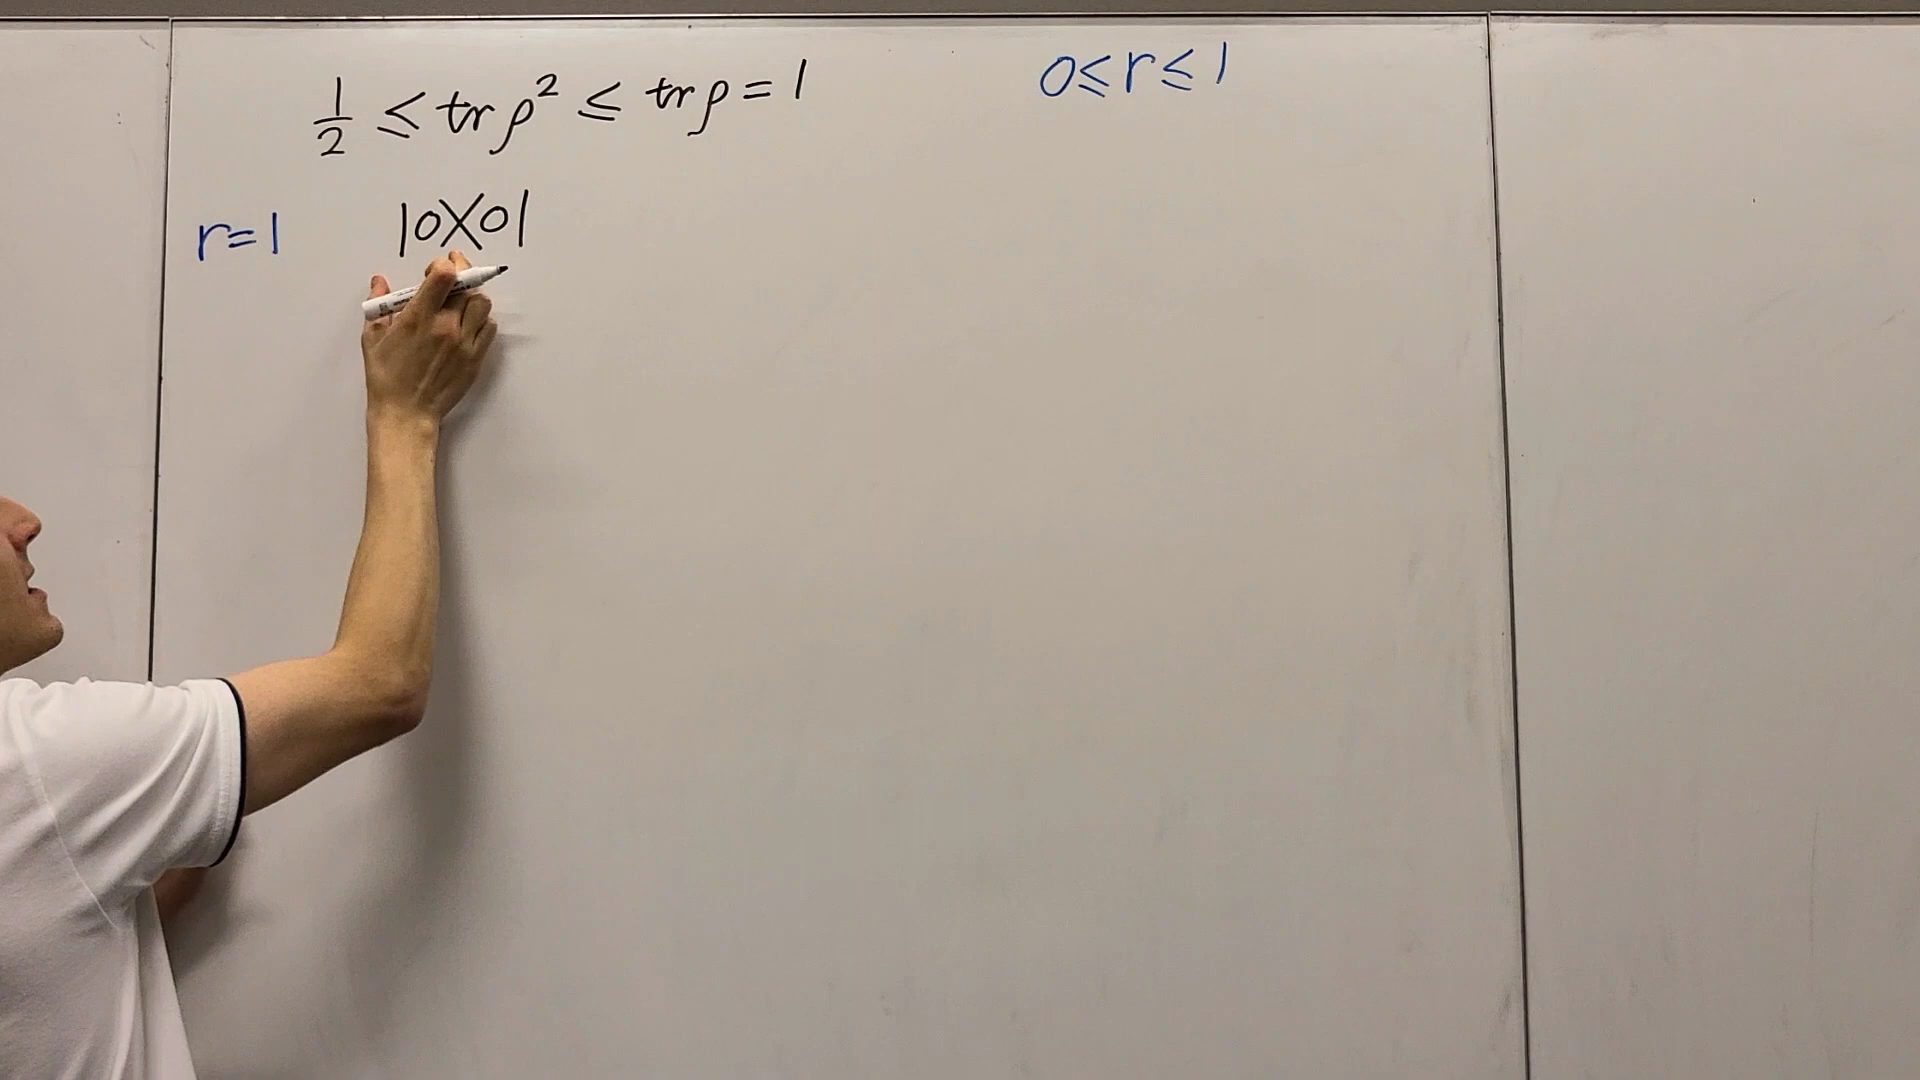 1/2 ≤ tr ρ² ≤ tr ρ = 1
0 ≤ r ≤ 1
r=1 |0⟩⟨0|